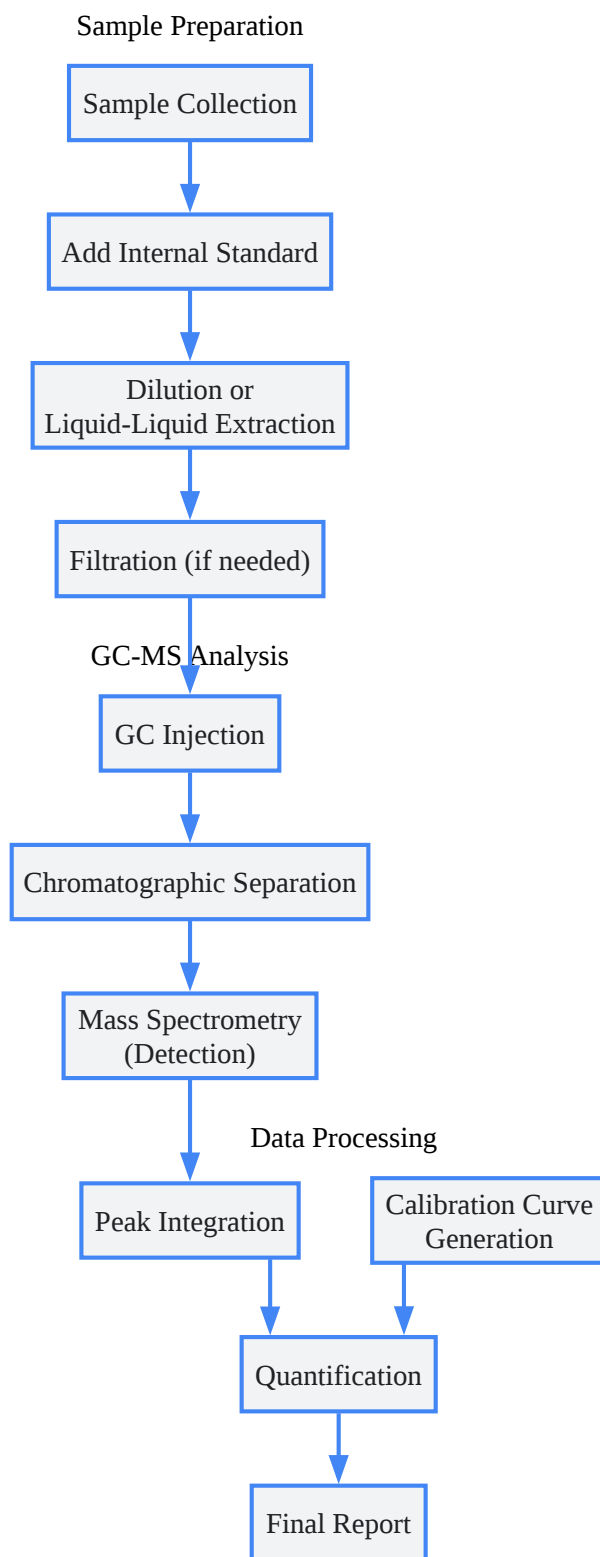 Sample Preparation
Sample Collection
Add Internal Standard
Dilution or
Liquid-Liquid Extraction
Filtration (if needed)
GC-MS Analysis
GC Injection
Chromatographic Separation
Mass Spectrometry
(Detection)
Data Processing
Peak Integration
Calibration Curve
Generation
Quantification
Final Report